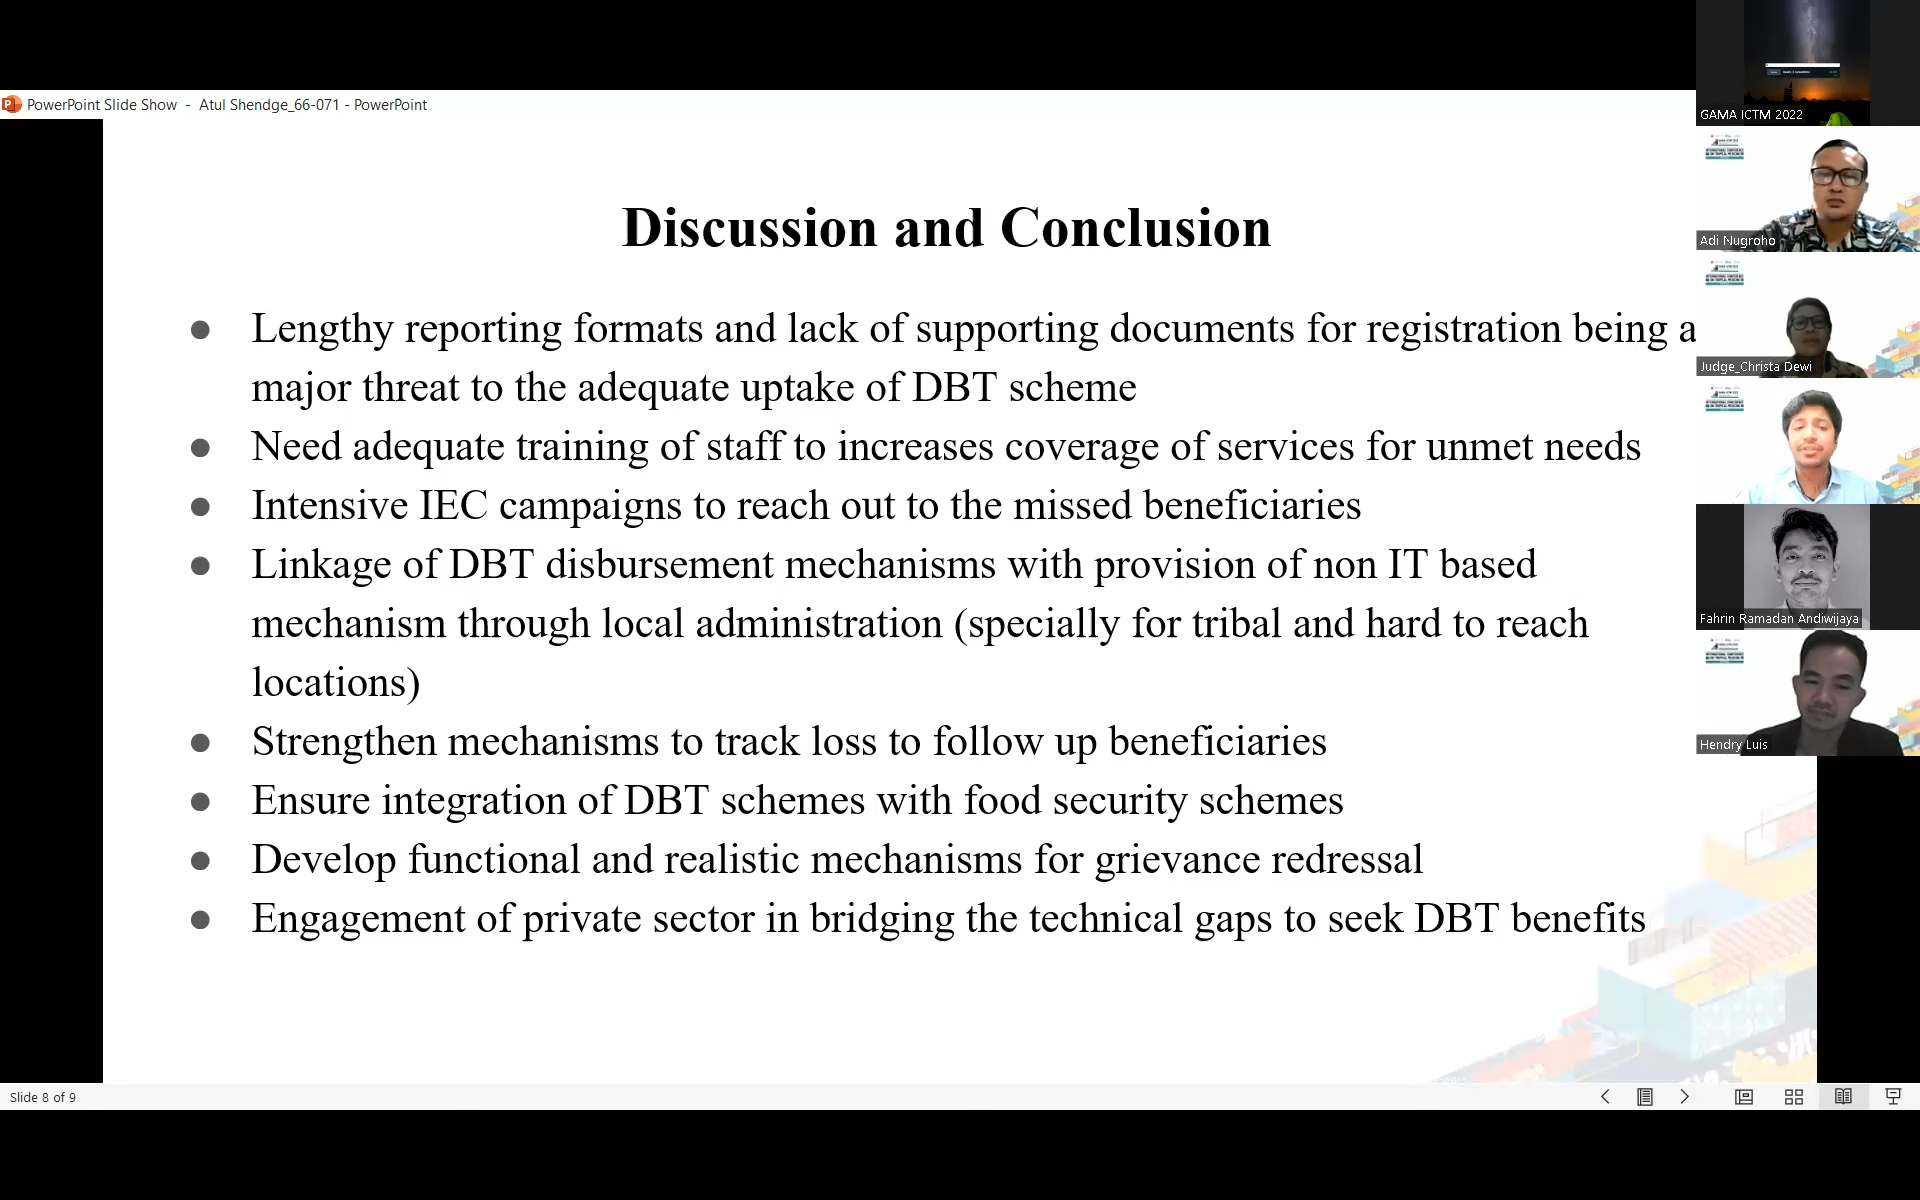 PowerPoint Slide Show - Atul Shendge_66-071 - PowerPoint
Discussion and Conclusion
● Lengthy reporting formats and lack of supporting documents for registration being a
major threat to the adequate uptake of DBT scheme
● Need adequate training of staff to increases coverage of services for unmet needs
● Intensive IEC campaigns to reach out to the missed beneficiaries
● Linkage of DBT disbursement mechanisms with provision of non IT based
mechanism through local administration (specially for tribal and hard to reach
locations)
● Strengthen mechanisms to track loss to follow up beneficiaries
● Ensure integration of DBT schemes with food security schemes
● Develop functional and realistic mechanisms for grievance redressal
● Engagement of private sector in bridging the technical gaps to seek DBT benefits
Slide 8 of 9
GAMA ICTM 2022
Adi Nugroho
Judge_Christa Dewi
Fahrin Ramadan Andiwijaya
Hendry Luis